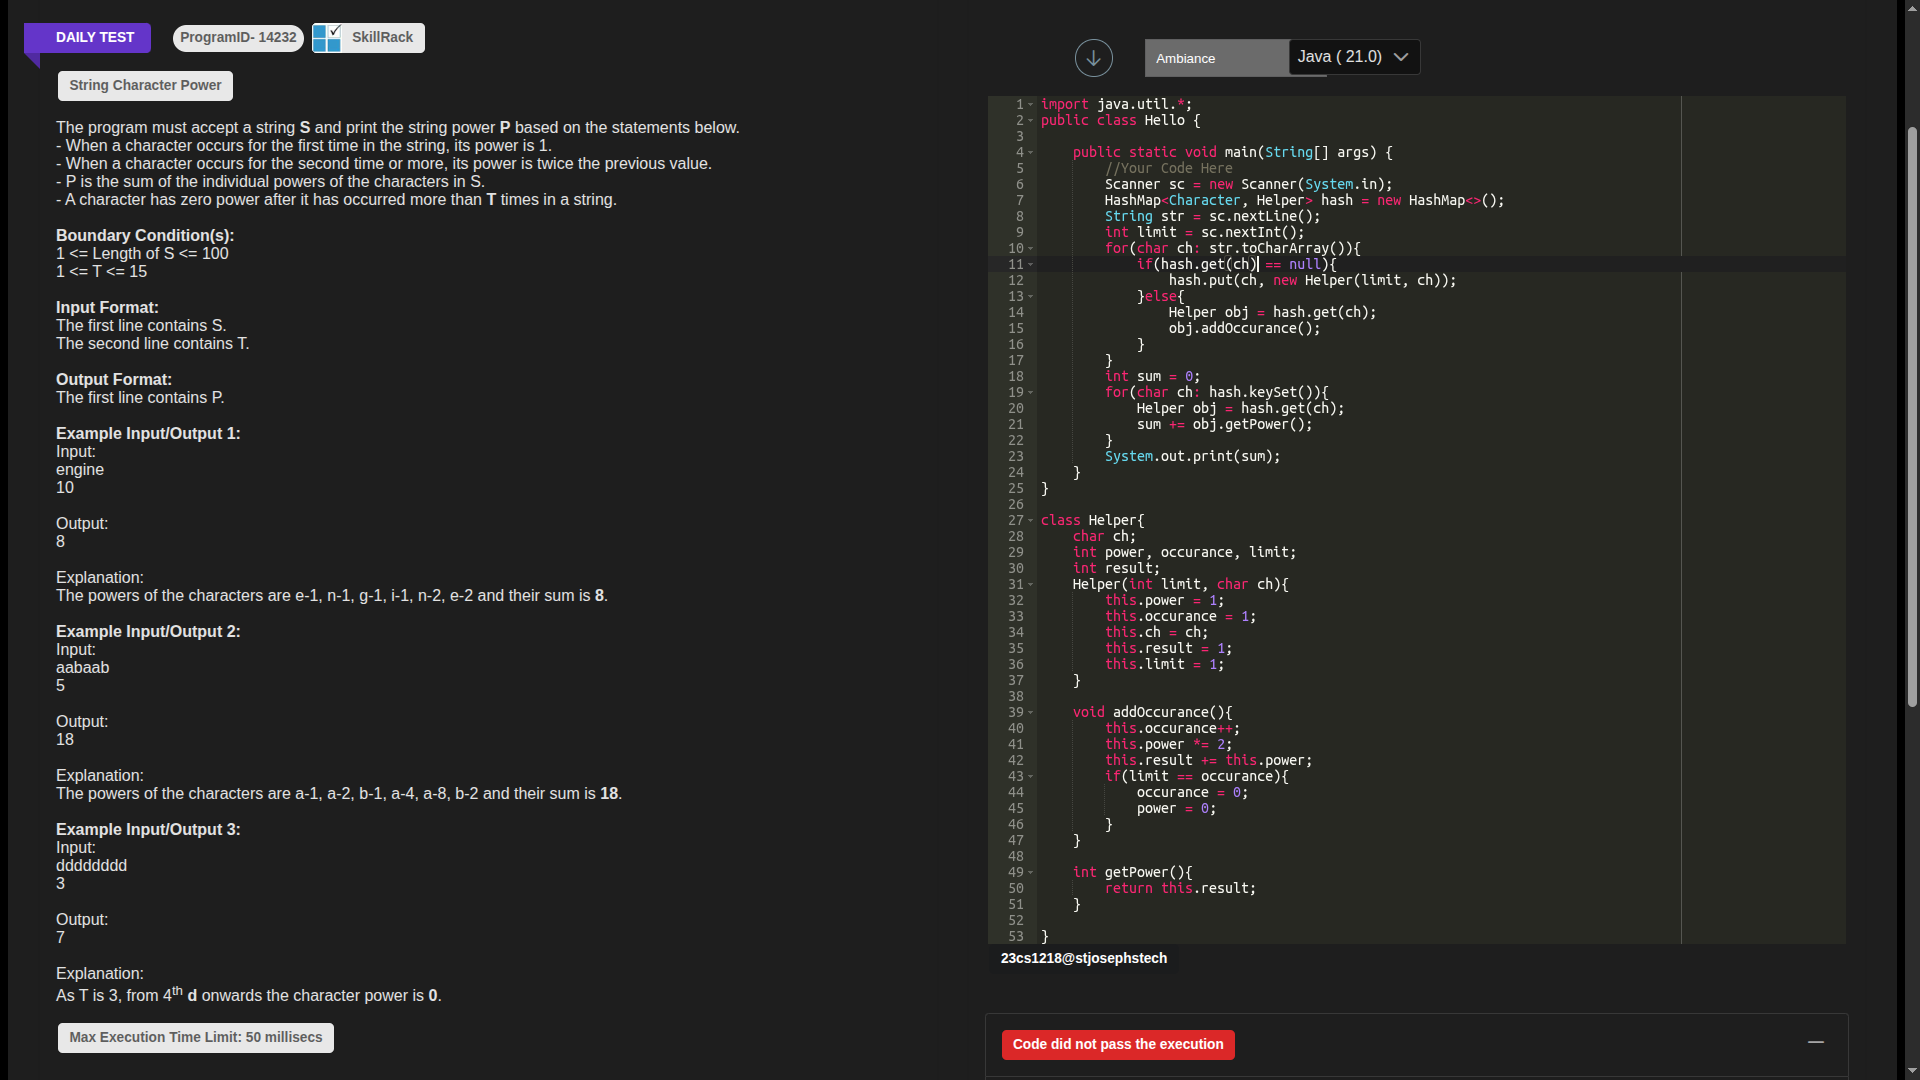 DAILY TEST
ProgramID- 14232
SkillRack
String Character Power
The program must accept a string S and print the string power P based on the statements below.
- When a character occurs for the first time in the string, its power is 1.
- When a character occurs for the second time or more, its power is twice the previous value.
- P is the sum of the individual powers of the characters in S.
- A character has zero power after it has occurred more than T times in a string.
Boundary Condition(s):
1 <= Length of S <= 100
1 <= T <= 15
Input Format:
The first line contains S.
The second line contains T.
Output Format:
The first line contains P.
Example Input/Output 1:
Input:
engine
10
Output:
8
Explanation:
The powers of the characters are e-1, n-1, g-1, i-1, n-2, e-2 and their sum is 8.
Example Input/Output 2:
Input:
aabaab
5
Output:
18
Explanation:
The powers of the characters are a-1, a-2, b-1, a-4, a-8, b-2 and their sum is 18.
Example Input/Output 3:
Input:
dddddddd
3
Output:
7
Explanation:
As T is 3, from 4th d onwards the character power is 0.
Max Execution Time Limit: 50 millisecs
Ambiance
Java ( 21.0)
1 import java.util.*;
2 public class Hello {
3
4     public static void main(String[] args) {
5         //Your Code Here
6         Scanner sc = new Scanner(System.in);
7         HashMap<Character, Helper> hash = new HashMap<>();
8         String str = sc.nextLine();
9         int limit = sc.nextInt();
10         for(char ch: str.toCharArray()){
11             if(hash.get(ch) == null){
12                 hash.put(ch, new Helper(limit, ch));
13             }else{
14                 Helper obj = hash.get(ch);
15                 obj.addOccurance();
16             }
17         }
18         int sum = 0;
19         for(char ch: hash.keySet()){
20             Helper obj = hash.get(ch);
21             sum += obj.getPower();
22         }
23         System.out.print(sum);
24     }
25 }
26
27 class Helper{
28     char ch;
29     int power, occurance, limit;
30     int result;
31     Helper(int limit, char ch){
32         this.power = 1;
33         this.occurance = 1;
34         this.ch = ch;
35         this.result = 1;
36         this.limit = 1;
37     }
38
39     void addOccurance(){
40         this.occurance++;
41         this.power *= 2;
42         this.result += this.power;
43         if(limit == occurance){
44             occurance = 0;
45             power = 0;
46         }
47     }
48
49     int getPower(){
50         return this.result;
51     }
52
53 }
23cs1218@stjosephstech
Code did not pass the execution